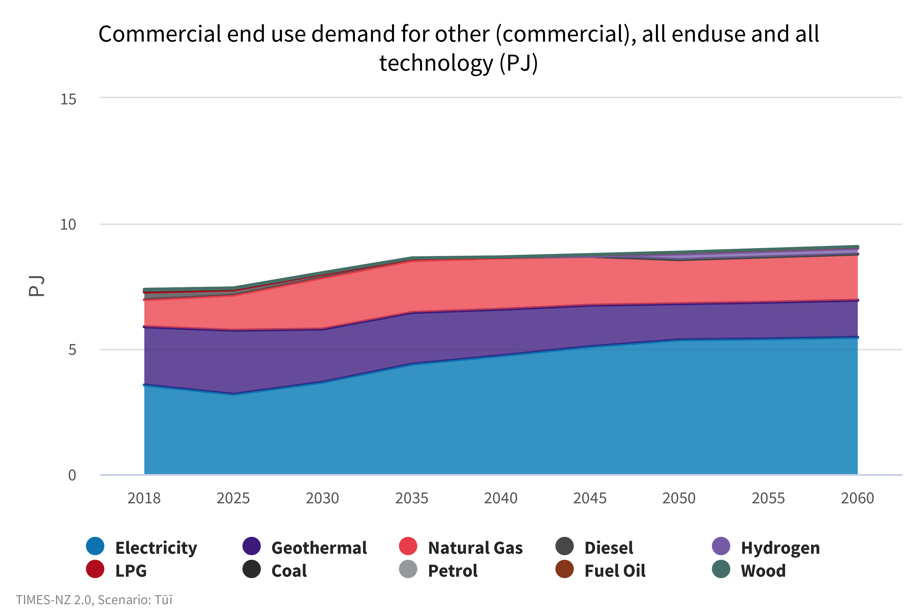 Commercial end use demand for other (commercial), all enduse and all
technology (PJ)
15
10
5
0
PJ
2018 2025 2030 2035 2040 2045 2050 2055 2060
Electricity Geothermal Natural Gas Diesel Hydrogen
LPG Coal Petrol Fuel Oil Wood
TIMES-NZ 2.0, Scenario: Tūī